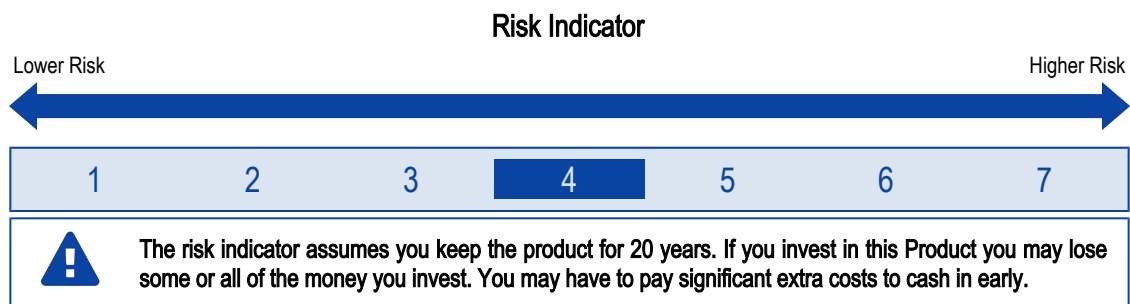 Risk Indicator
Lower Risk Higher Risk
1 2 3 4 5 6 7
The risk indicator assumes you keep the product for 20 years. If you invest in this Product you may lose
some or all of the money you invest. You may have to pay significant extra costs to cash in early.